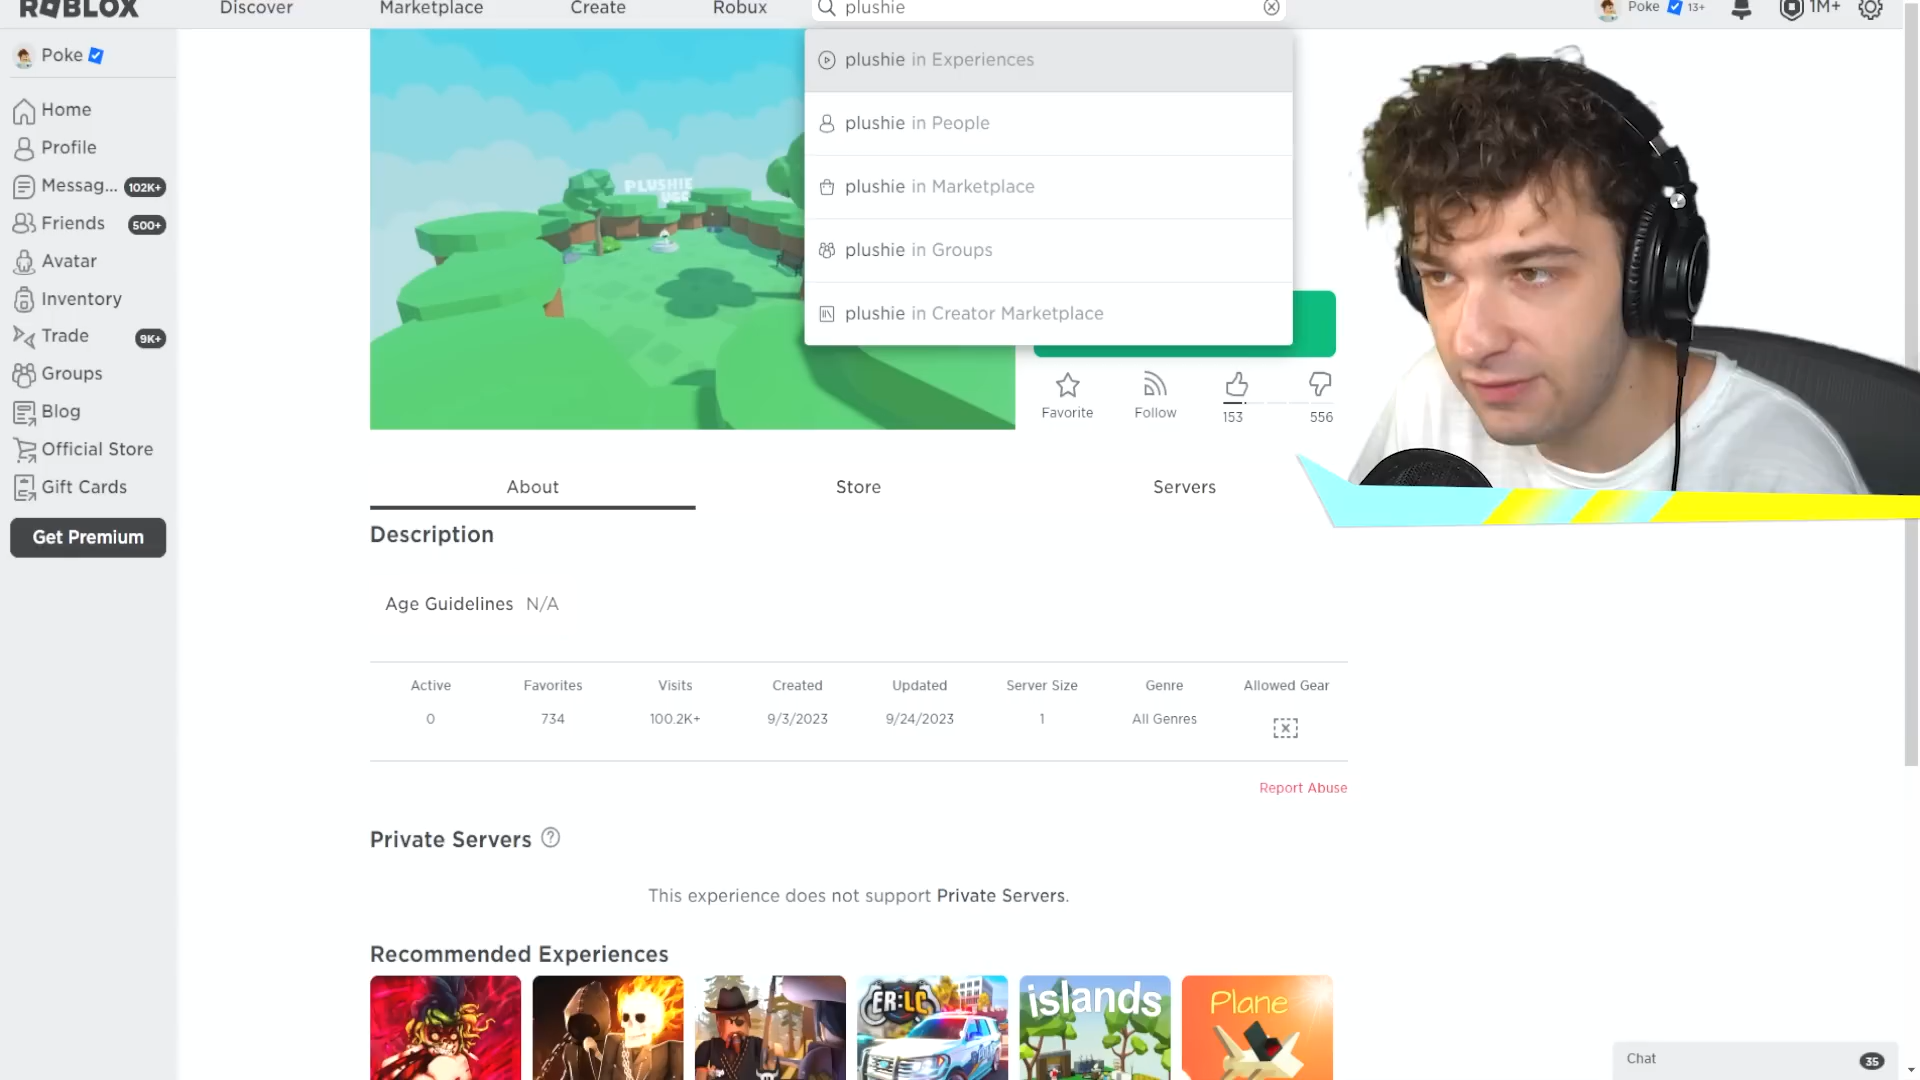 ROBLOX
Discover
Marketplace
Create
Robux
plushie
Poke
13+
1M+
Poke
Home
Profile
Messag... 102K+
Friends 500+
Avatar
Inventory
Trade 9K+
Groups
Blog
Official Store
Gift Cards
Get Premium
plushie in Experiences
plushie in People
plushie in Marketplace
plushie in Groups
plushie in Creator Marketplace
PLUSHIE
UGC
Favorite
Follow
153
556
About
Store
Servers
Description
Age Guidelines N/A
Active Favorites Visits Created Updated Server Size Genre Allowed Gear
0 734 100.2K+ 9/3/2023 9/24/2023 1 All Genres
Report Abuse
Private Servers
This experience does not support Private Servers.
Recommended Experiences
ER:LC
islands
Plane
Chat 35